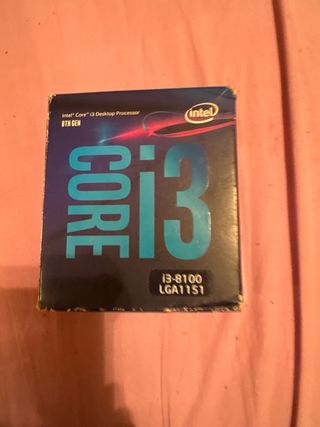 Intel® Core™ i3 Desktop Processor
8TH GEN
intel
CORE i3
i3-8100
LGA1151